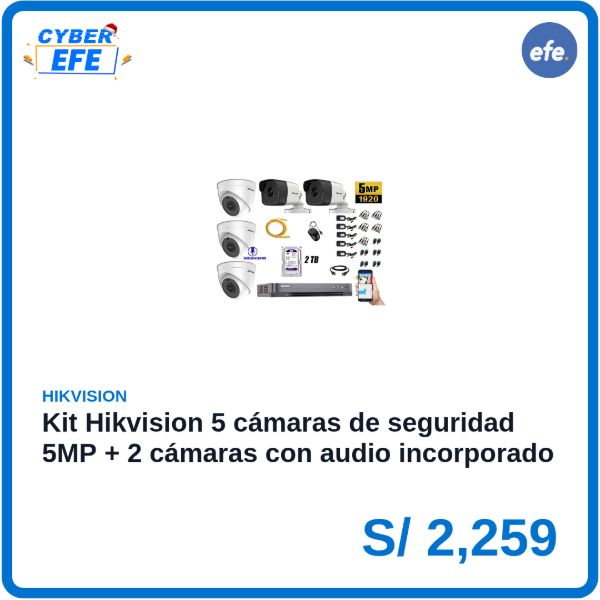 CYBER
EFE
efe.
5MP
1920
2 TB
HIKVISION
Kit Hikvision 5 cámaras de seguridad
5MP + 2 cámaras con audio incorporado
S/ 2,259